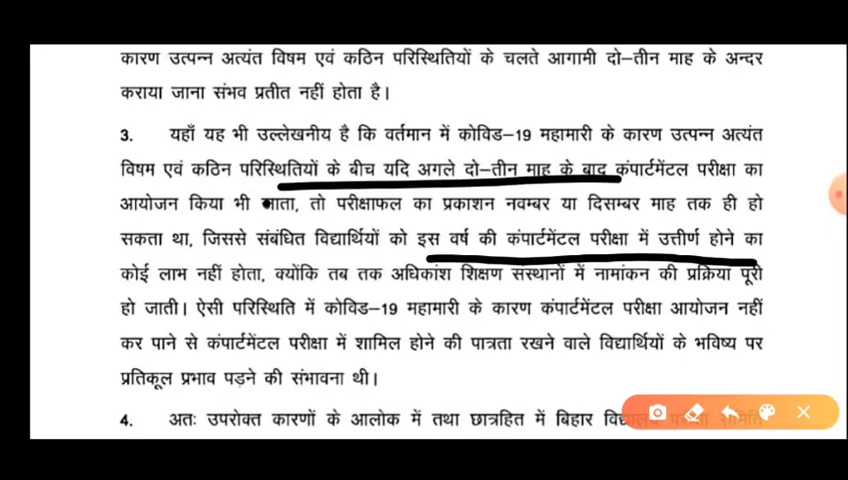 कारण उत्पन्न अत्यंत विषम एवं कठिन परिस्थितियों के चलते आगामी दो–तीन माह के अन्दर
कराया जाना संभव प्रतीत नहीं होता है।
3. यहाँ यह भी उल्लेखनीय है कि वर्तमान में कोविड–19 महामारी के कारण उत्पन्न अत्यंत
विषम एवं कठिन परिस्थितियों के बीच यदि अगले दो–तीन माह के बाद कंपार्टमेंटल परीक्षा का
आयोजन किया भी जाता, तो परीक्षाफल का प्रकाशन नवम्बर या दिसम्बर माह तक ही हो
सकता था, जिससे संबंधित विद्यार्थियों को इस वर्ष की कंपार्टमेंटल परीक्षा में उत्तीर्ण होने का
कोई लाभ नहीं होता, क्योंकि तब तक अधिकांश शिक्षण संस्थानों में नामांकन की प्रक्रिया पूरी
हो जाती। ऐसी परिस्थिति में कोविड–19 महामारी के कारण कंपार्टमेंटल परीक्षा आयोजन नहीं
कर पाने से कंपार्टमेंटल परीक्षा में शामिल होने की पात्रता रखने वाले विद्यार्थियों के भविष्य पर
प्रतिकूल प्रभाव पड़ने की संभावना थी।
4. अतः उपरोक्त कारणों के आलोक में तथा छात्रहित में बिहार विद्यालय परीक्षा समिति